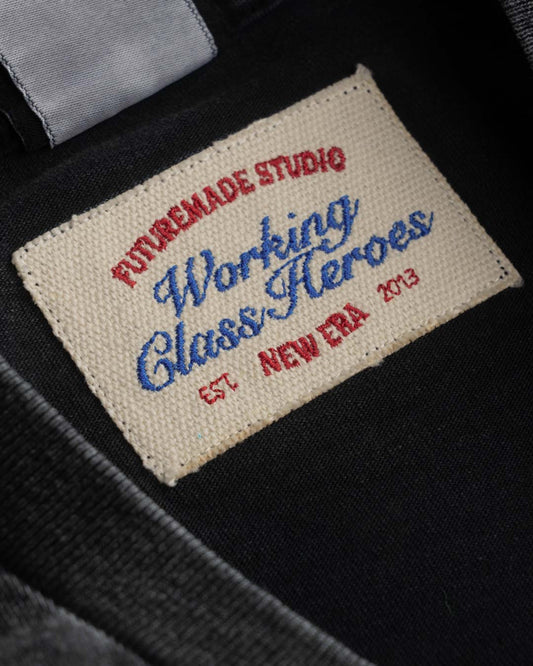 FUTUREMADE STUDIO
Working
Class Heroes
EST. NEW ERA 2013